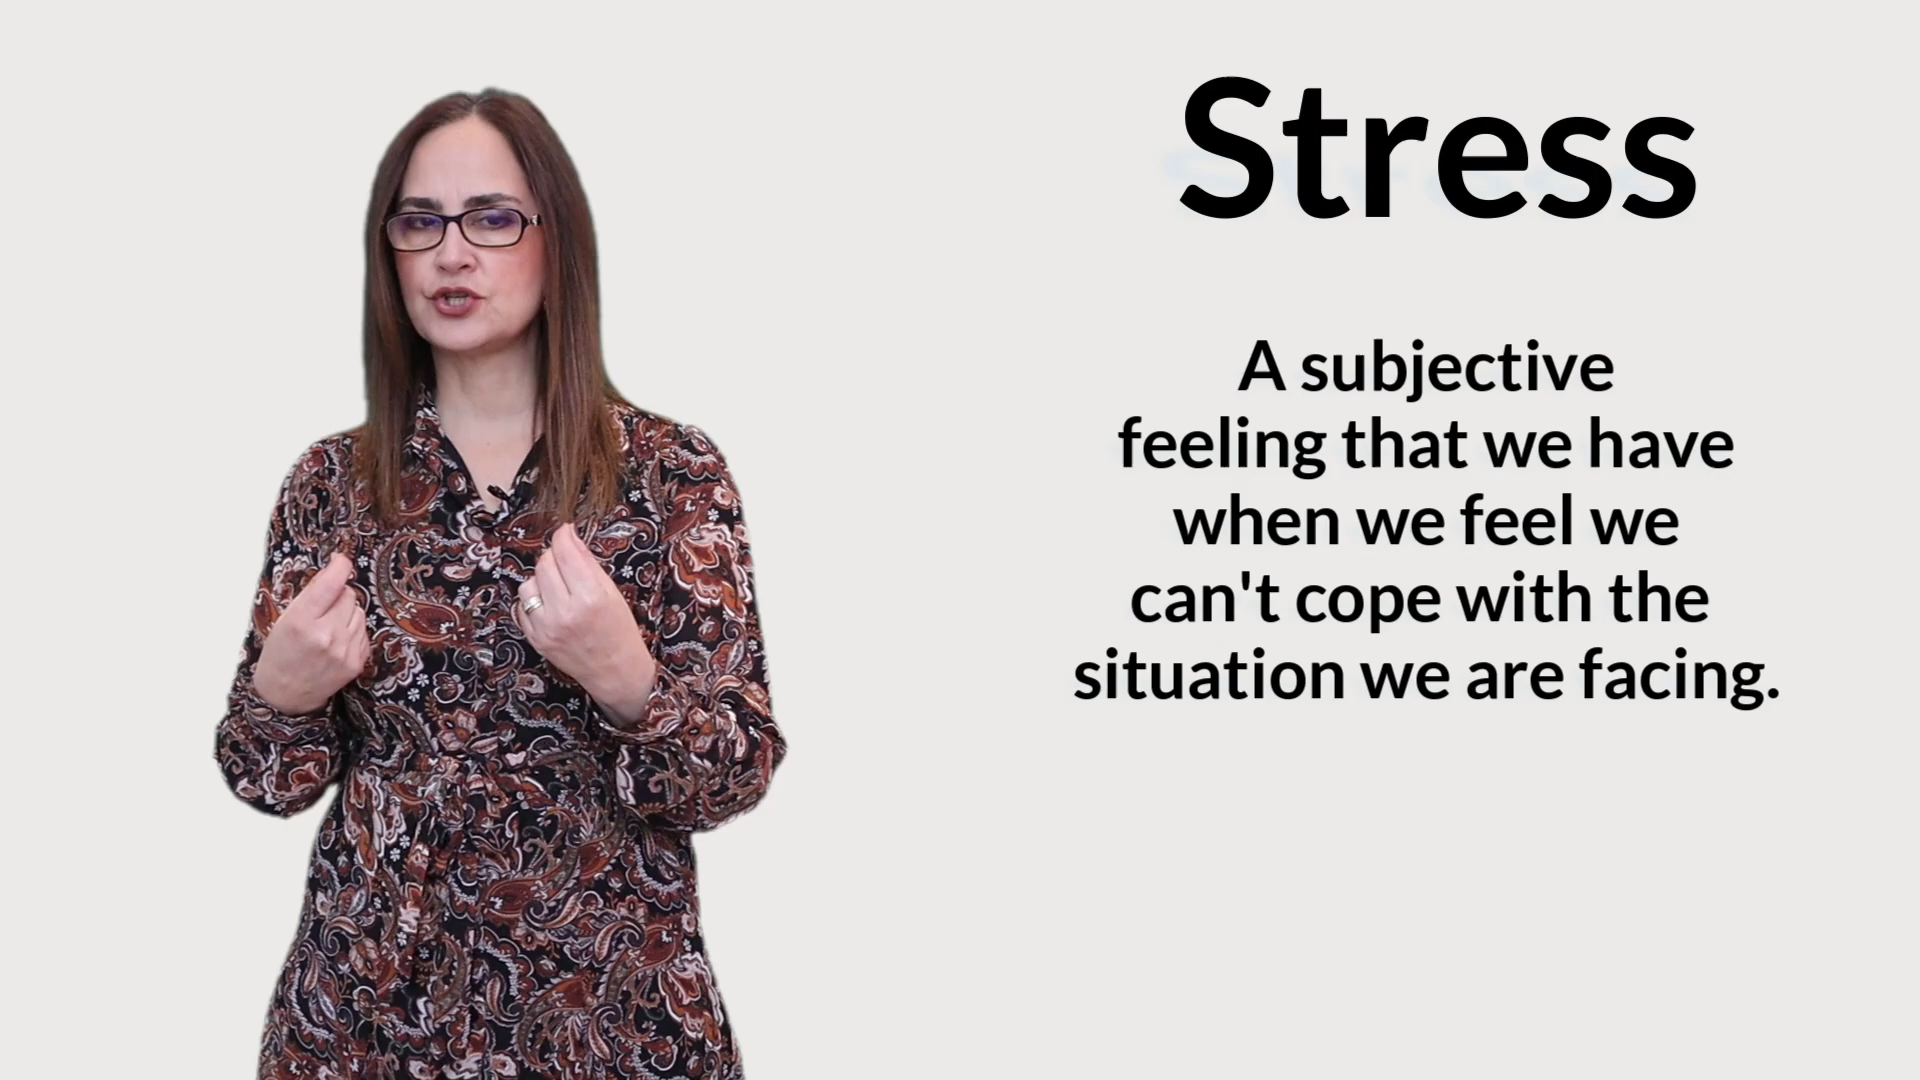 Stress
A subjective
feeling that we have
when we feel we
can't cope with the
situation we are facing.